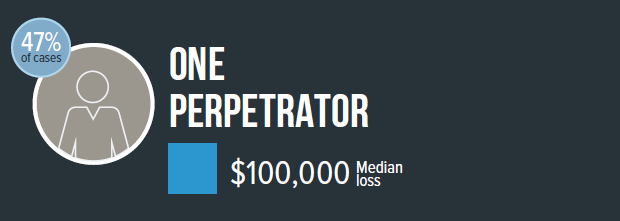 47%
of cases
ONE
PERPETRATOR
$100,000 Median
loss